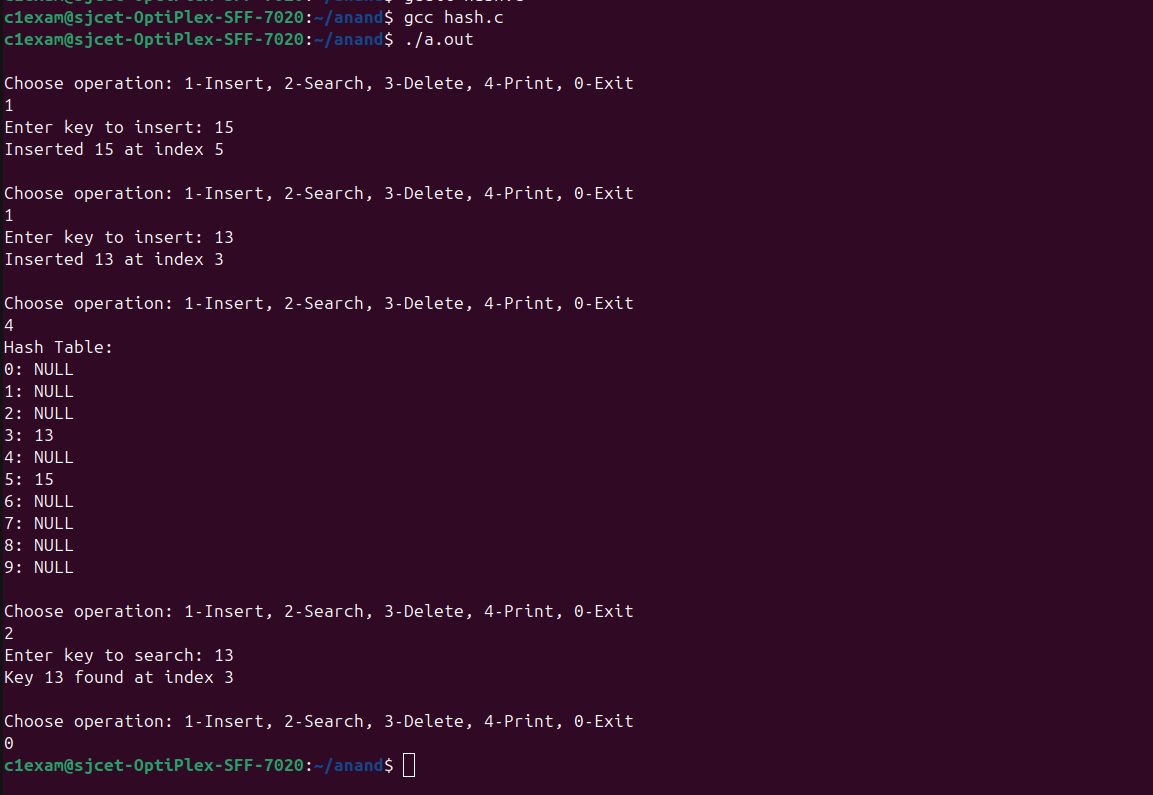 c1exam@sjcet-OptiPlex-SFF-7020:~/anand$ gcc hash.c
c1exam@sjcet-OptiPlex-SFF-7020:~/anand$ ./a.out

Choose operation: 1-Insert, 2-Search, 3-Delete, 4-Print, 0-Exit
1
Enter key to insert: 15
Inserted 15 at index 5

Choose operation: 1-Insert, 2-Search, 3-Delete, 4-Print, 0-Exit
1
Enter key to insert: 13
Inserted 13 at index 3

Choose operation: 1-Insert, 2-Search, 3-Delete, 4-Print, 0-Exit
4
Hash Table:
0: NULL
1: NULL
2: NULL
3: 13
4: NULL
5: 15
6: NULL
7: NULL
8: NULL
9: NULL

Choose operation: 1-Insert, 2-Search, 3-Delete, 4-Print, 0-Exit
2
Enter key to search: 13
Key 13 found at index 3

Choose operation: 1-Insert, 2-Search, 3-Delete, 4-Print, 0-Exit
0
c1exam@sjcet-OptiPlex-SFF-7020:~/anand$